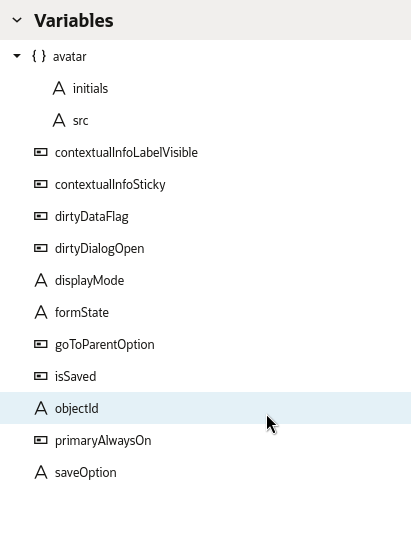 Variables
{ } avatar
A initials
A src
contextualInfoLabelVisible
contextualInfoSticky
dirtyDataFlag
dirtyDialogOpen
A displayMode
A formState
goToParentOption
isSaved
A objectId
primaryAlwaysOn
A saveOption